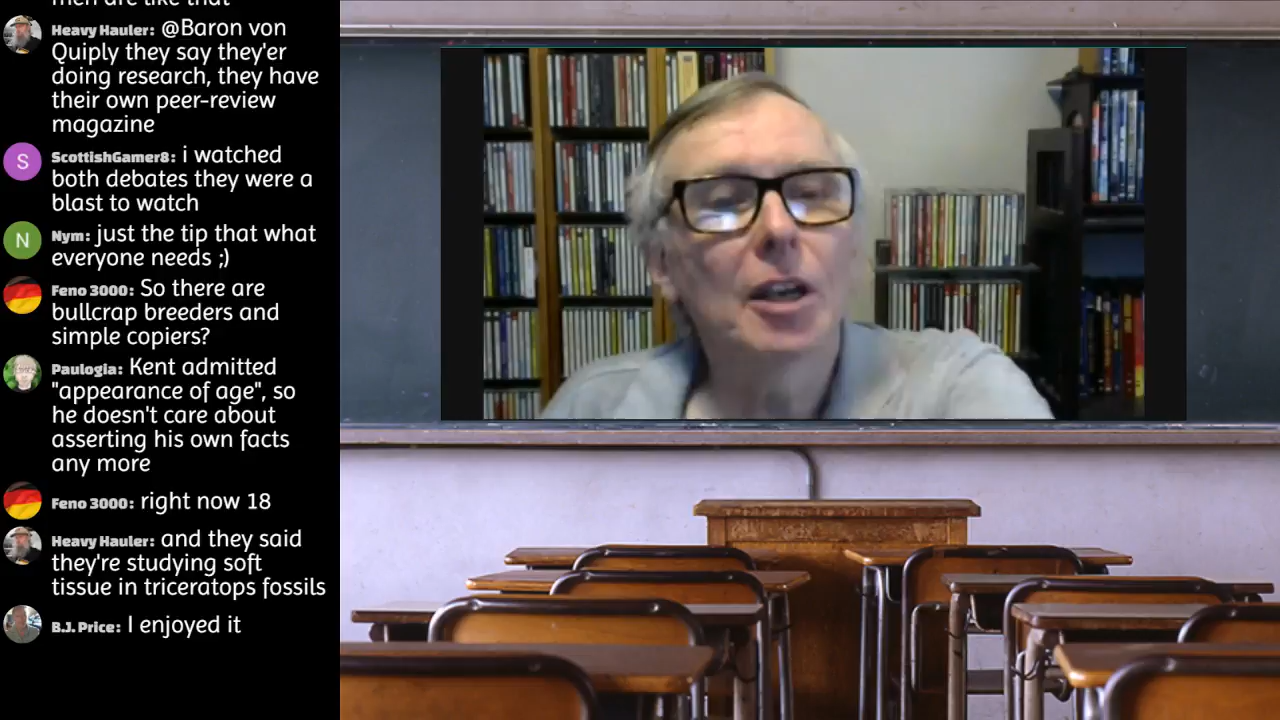 men are like that
Heavy Hauler: @Baron von
Quiply they say they'er
doing research, they have
their own peer-review
magazine
S
ScottishGamer8: i watched
both debates they were a
blast to watch
N
Nym: just the tip that what
everyone needs ;)
Feno 3000: So there are
bullcrap breeders and
simple copiers?
Paulogia: Kent admitted
"appearance of age", so
he doesn't care about
asserting his own facts
any more
Feno 3000: right now 18
Heavy Hauler: and they said
they're studying soft
tissue in triceratops fossils
B.J. Price: I enjoyed it